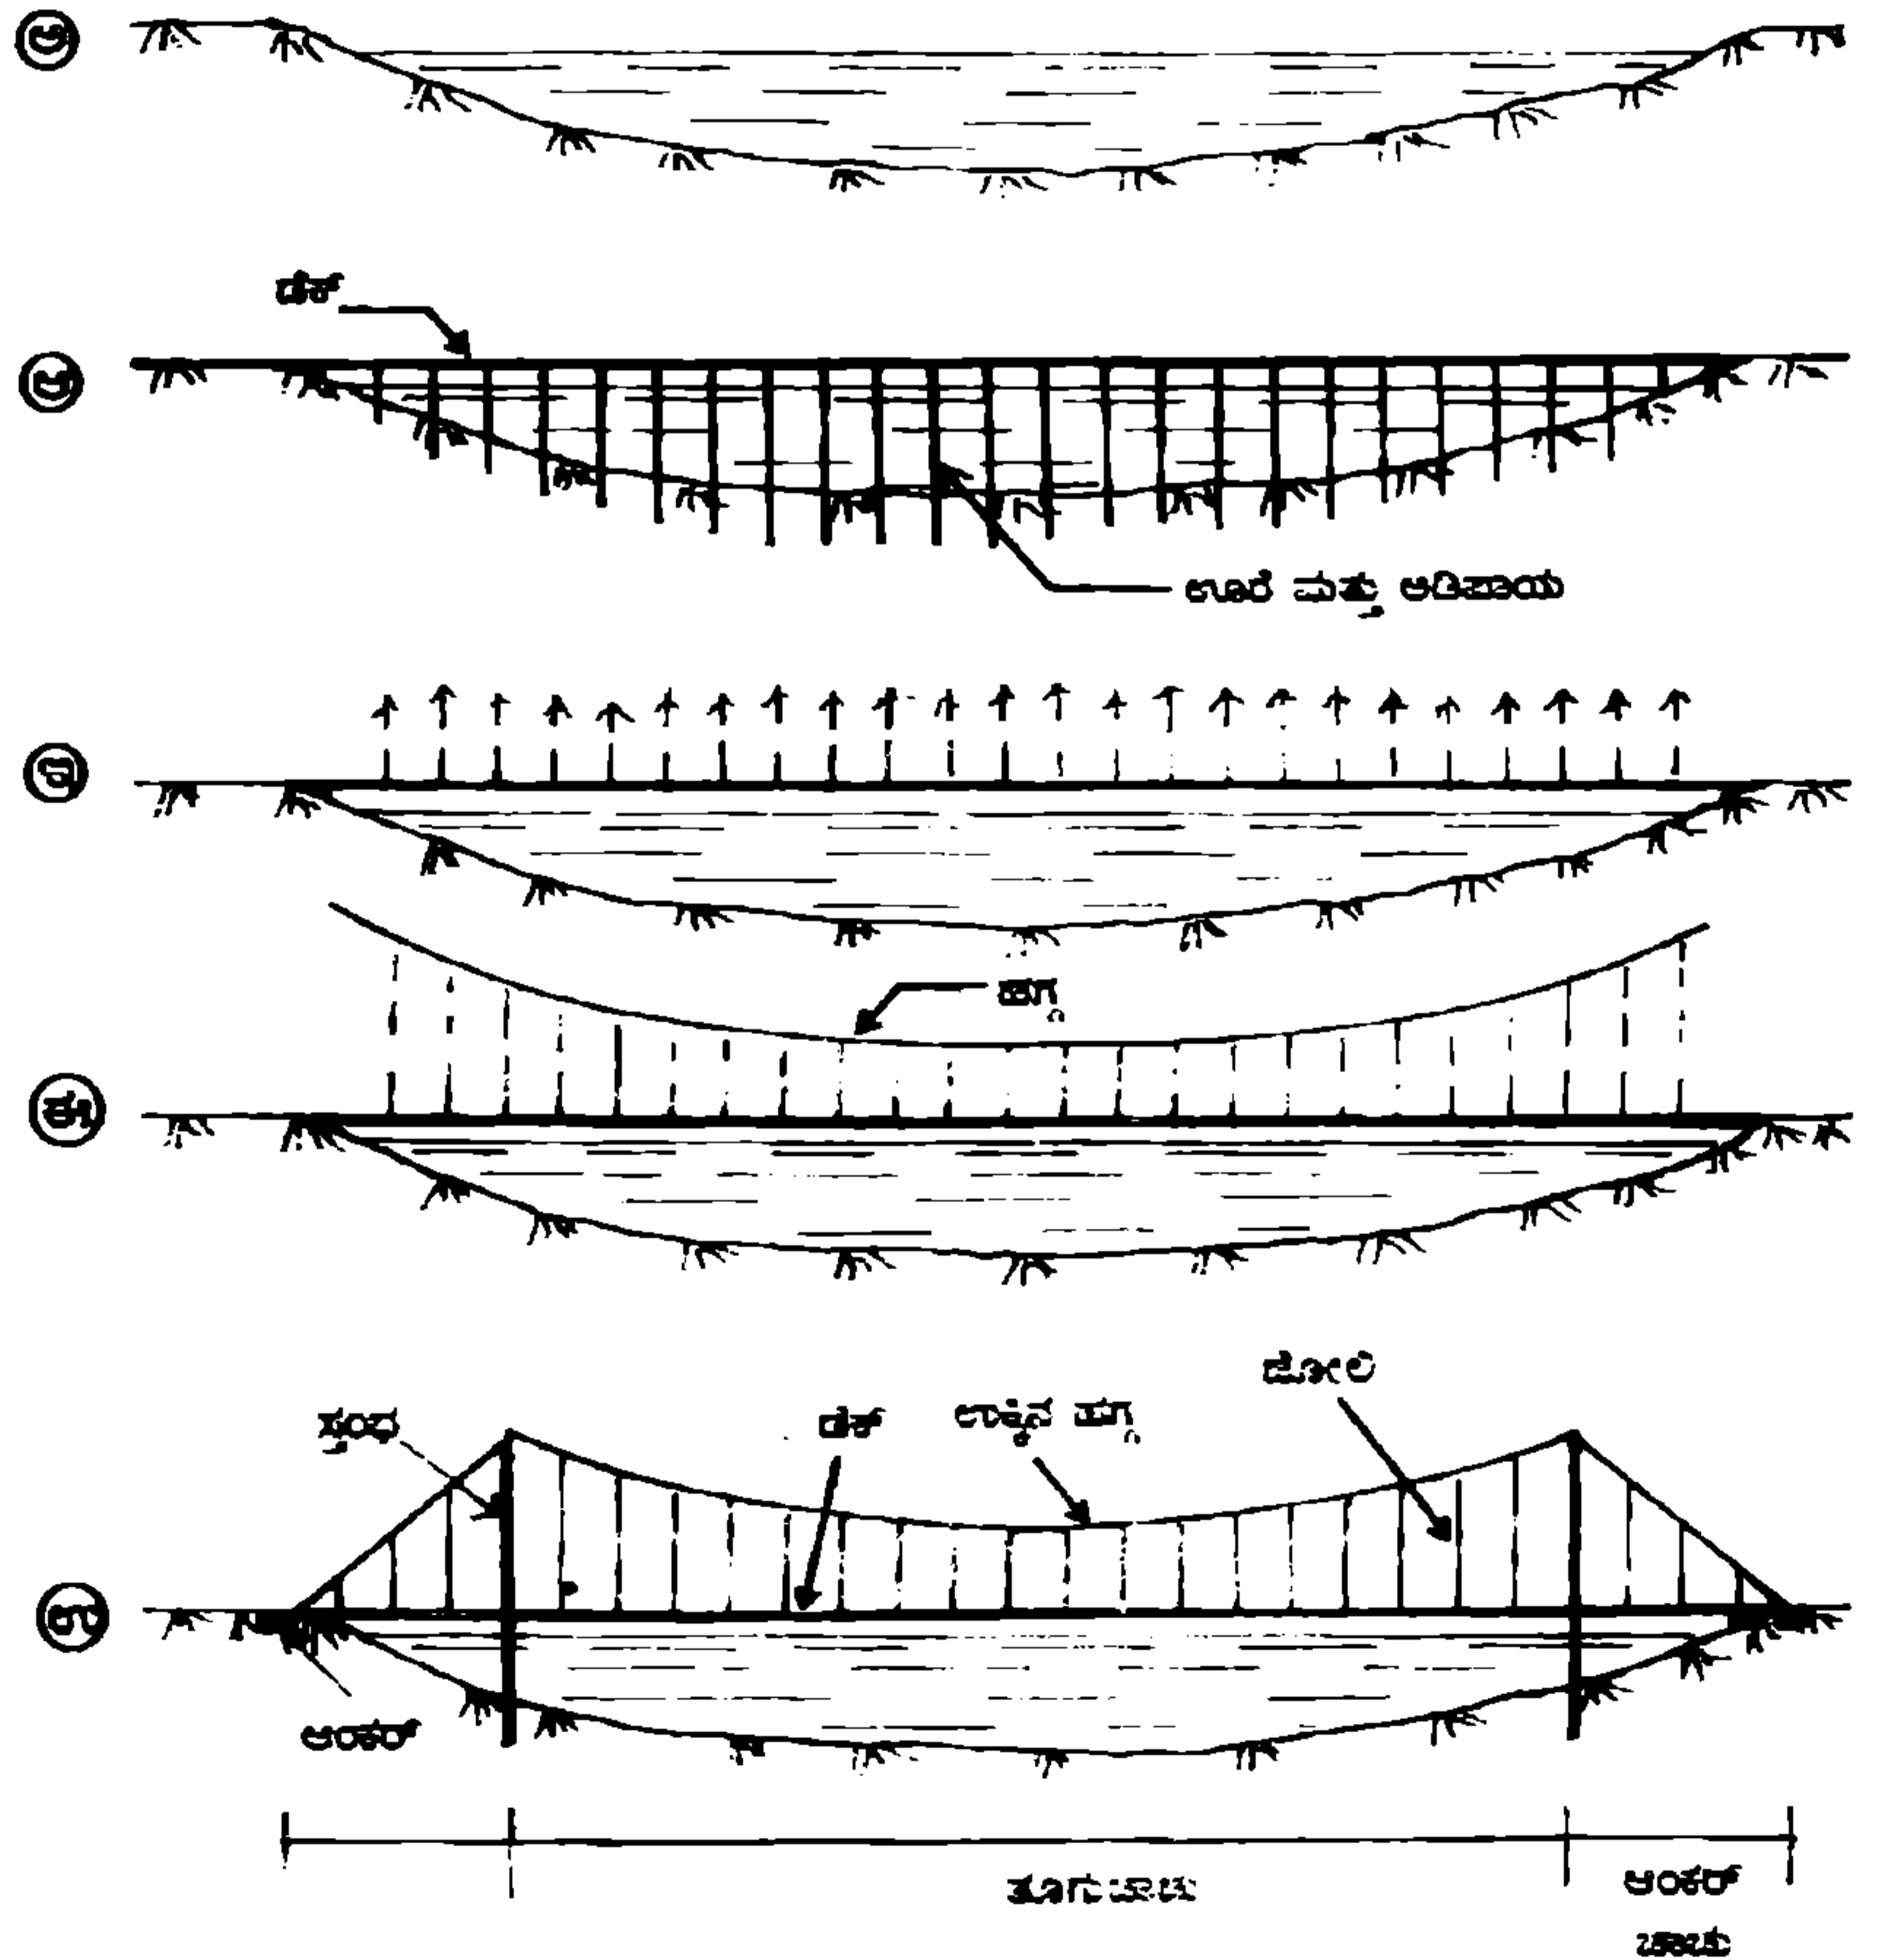 ಅ
ಡೆಕ್
ಆ
ಊರೆ ಮತ್ತು ಅಡಿಪಾಯ
ಇ
ಹಗ್ಗ
ಈ
ಜೋಲಿ
ಸ್ತಂಭ
ಡೆಕ್
ಉಕ್ಕಿನ ಹಗ್ಗ
ಉ
ಆಂಕರ್
ತೂಗು ಚಾಚು
ಆಂಕರ್
ಚಾಚು